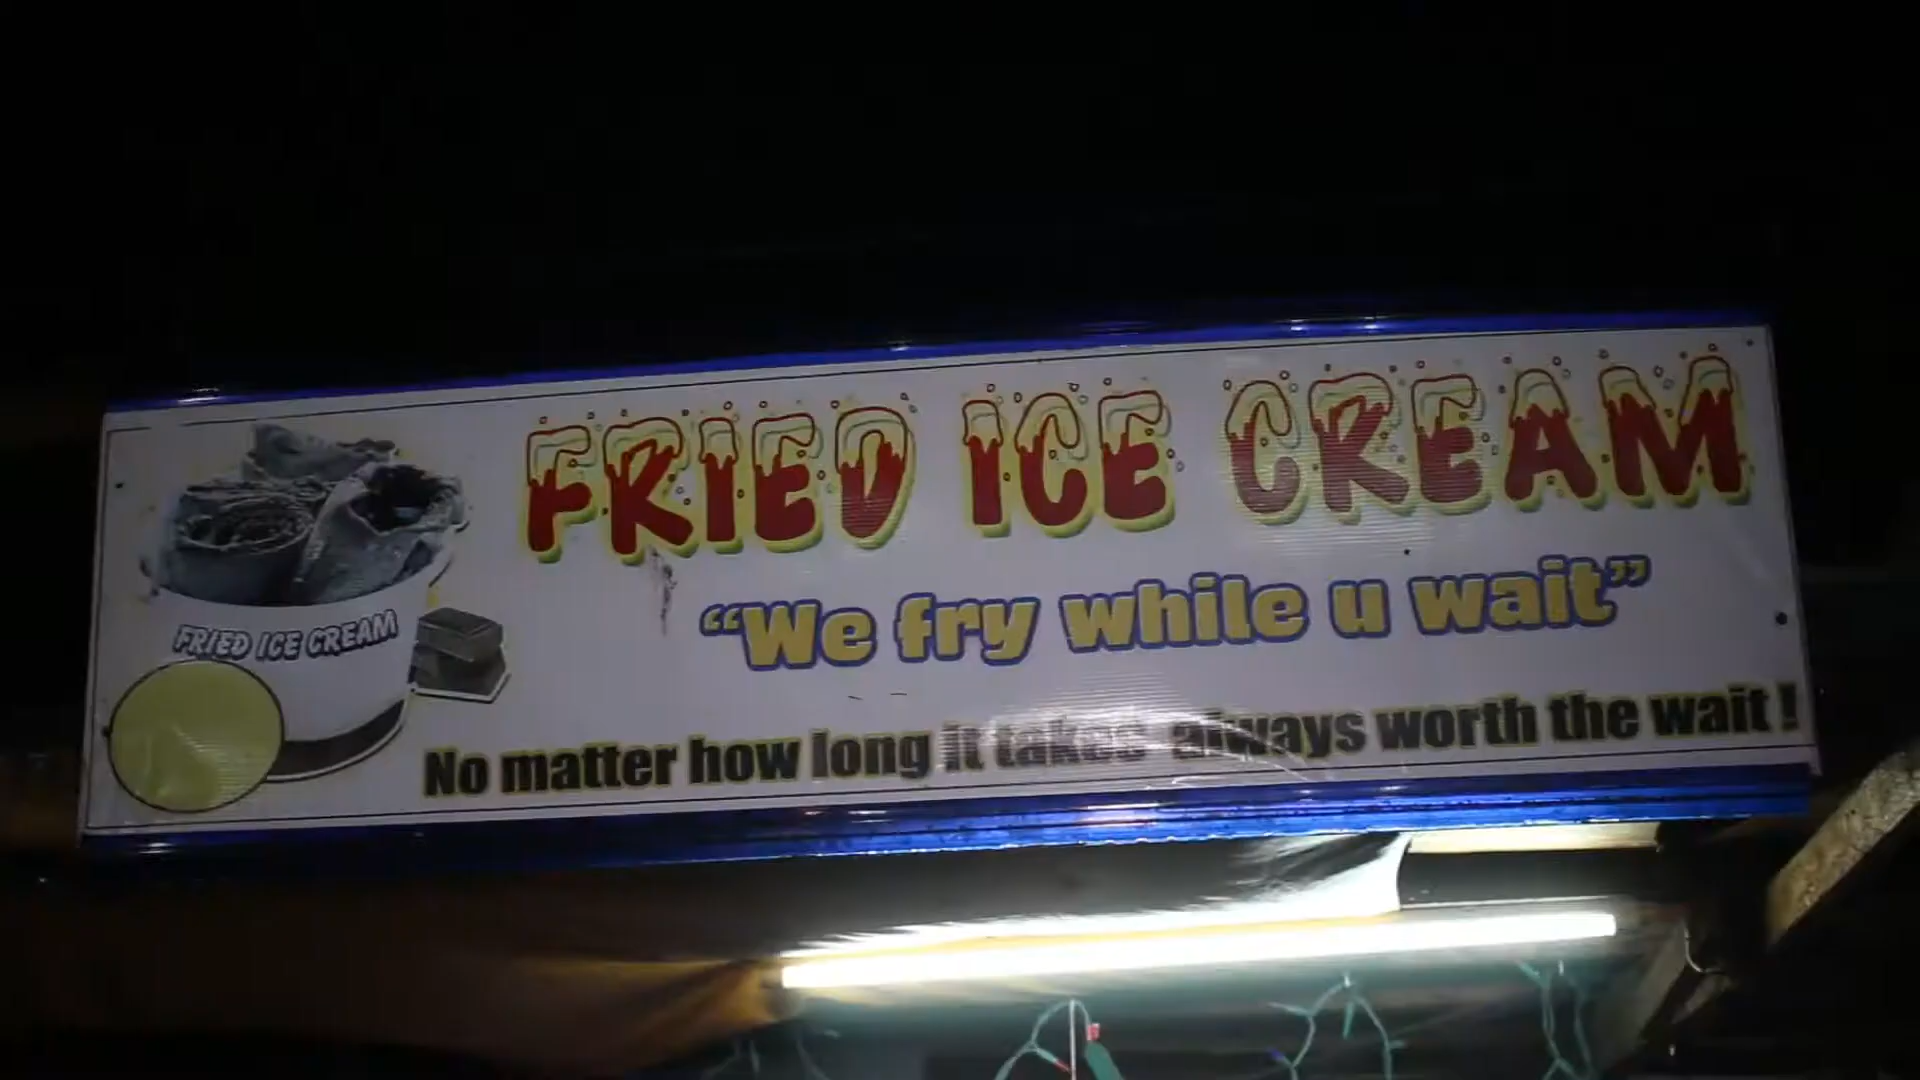 FRIED ICE CREAM
FRIED ICE CREAM
“We fry while u wait”
No matter how long it takes always worth the wait !